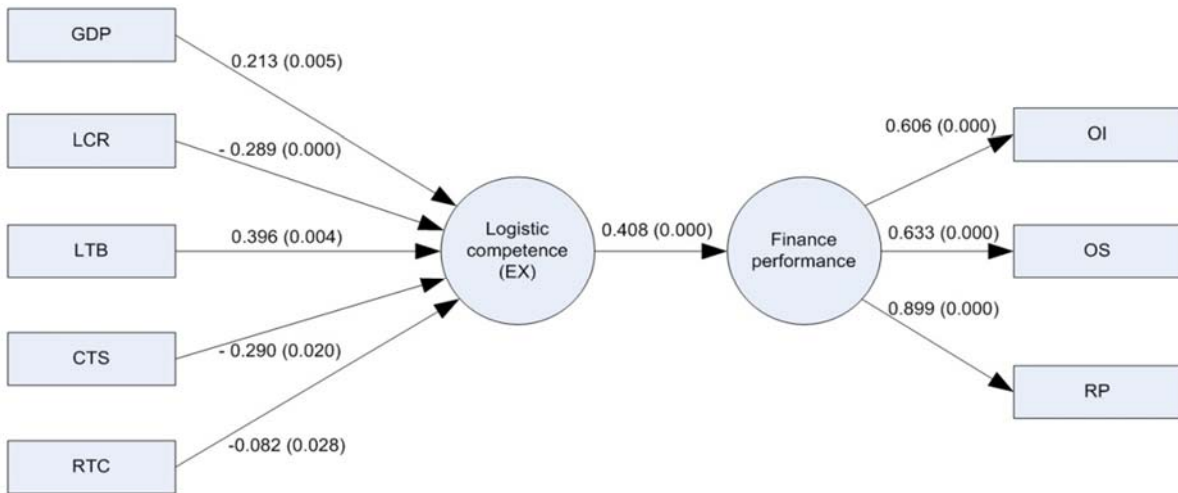 GDP
0.213 (0.005)
LCR
- 0.289 (0.000)
LTB
0.396 (0.004)
CTS
- 0.290 (0.020)
RTC
-0.082 (0.028)
Logistic
competence
(EX)
0.408 (0.000)
Finance
performance
0.606 (0.000)
OI
0.633 (0.000)
OS
0.899 (0.000)
RP